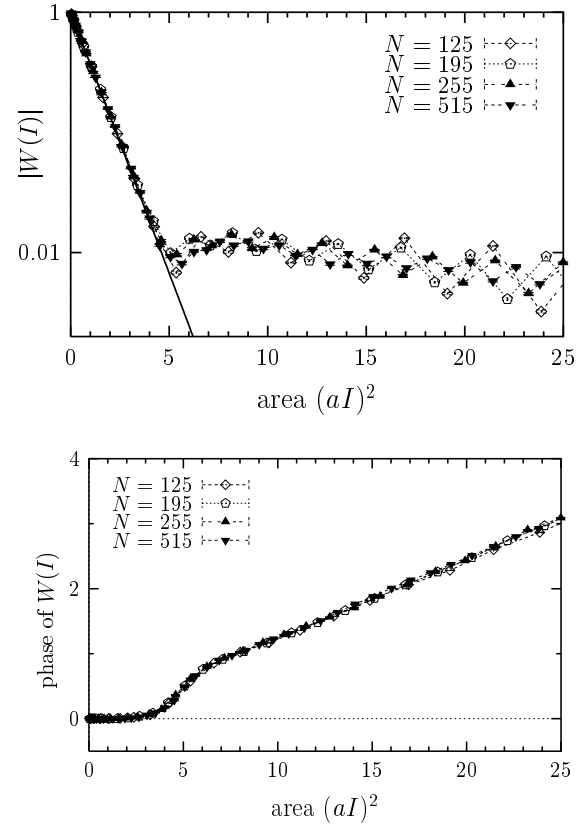 1
N = 125
N = 195
N = 255
N = 515
|W(I)|
0.01
0 5 10 15 20 25
area (aI)²
4
N = 125
N = 195
N = 255
N = 515
phase of W(I)
2
0
0 5 10 15 20 25
area (aI)²